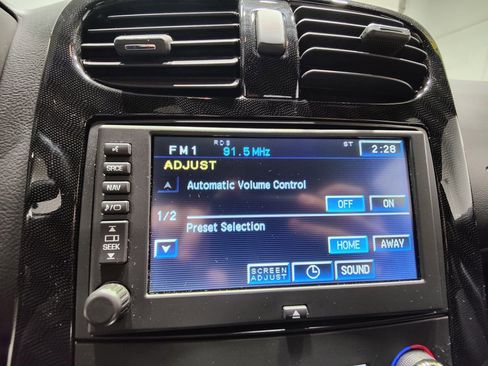 RDS
ST
FM1 91.5 MHz 2:28
ADJUST
Automatic Volume Control
OFF ON
1/2
Preset Selection
HOME AWAY
SCREEN ADJUST SOUND
SRCE
NAV
SEEK